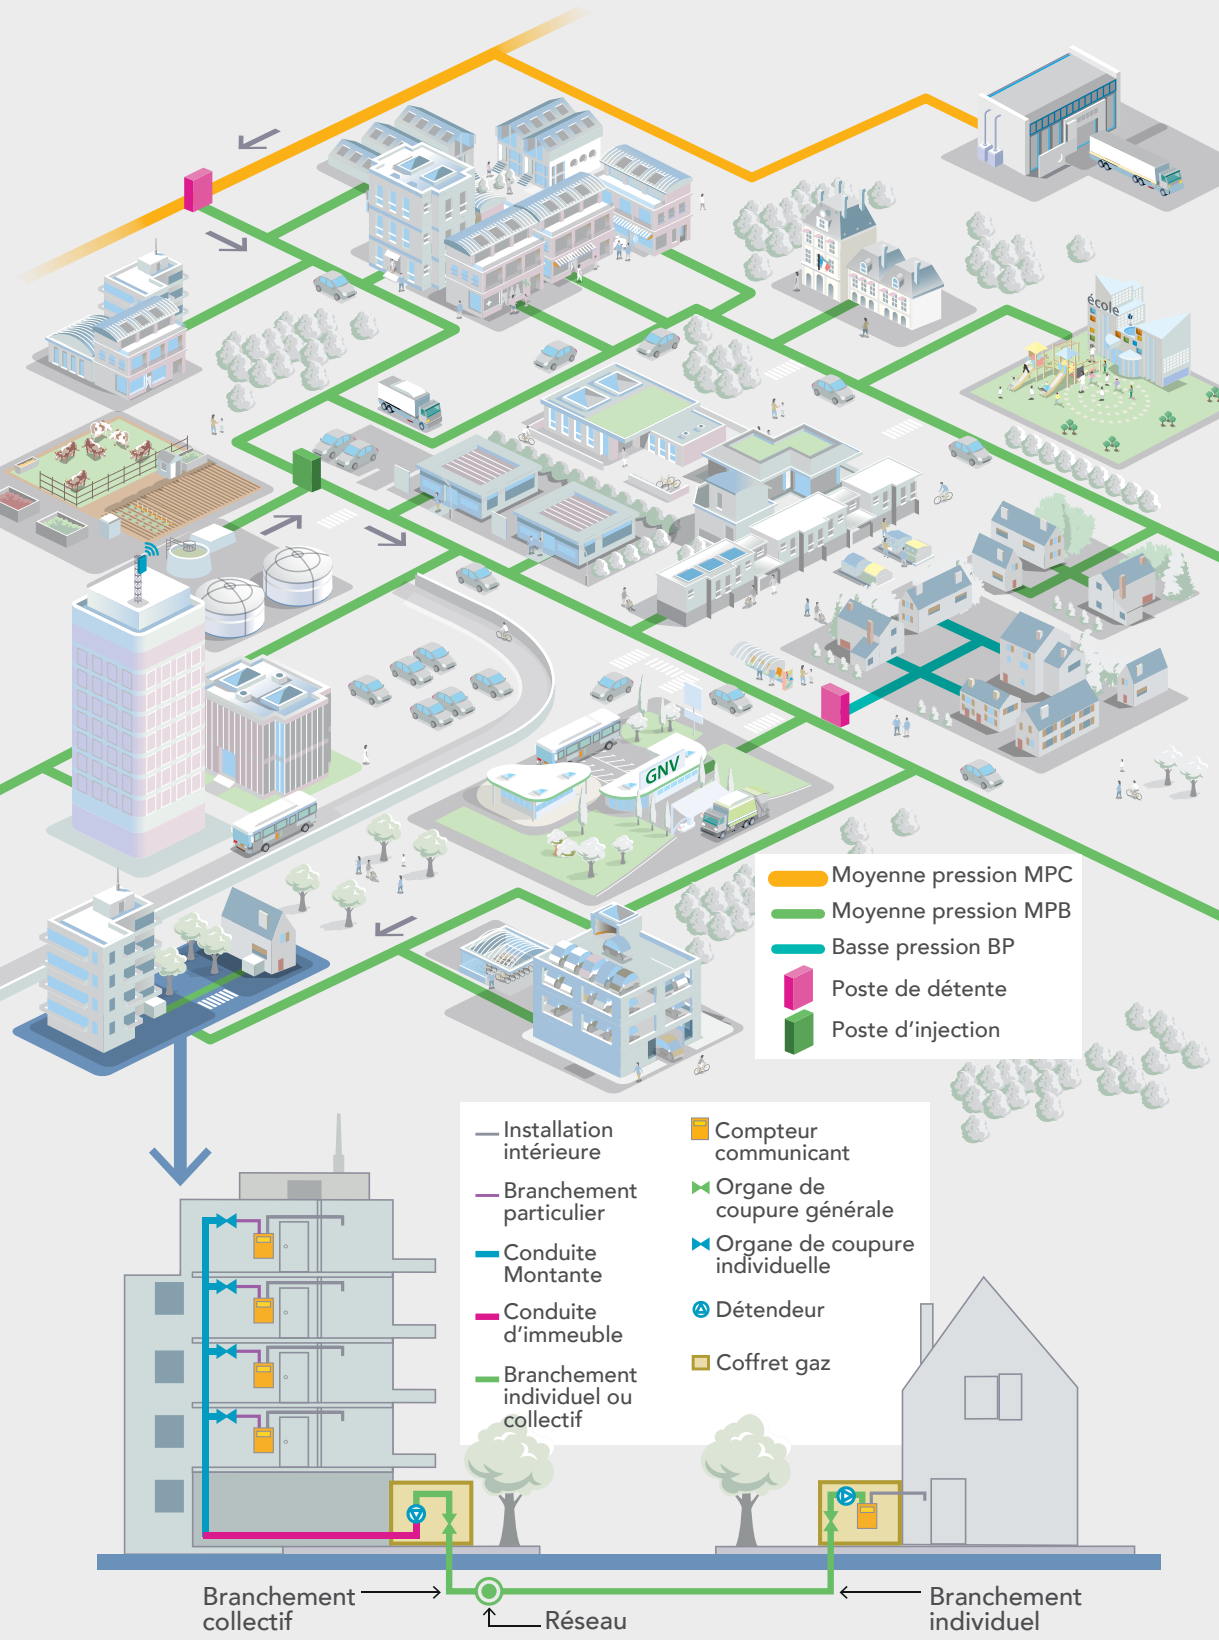 école
GNV
Moyenne pression MPC
Moyenne pression MPB
Basse pression BP
Poste de détente
Poste d'injection
Installation
intérieure
Branchement
particulier
Conduite
Montante
Conduite
d'immeuble
Branchement
individuel ou
collectif
Compteur
communicant
Organe de
coupure générale
Organe de coupure
individuelle
Détendeur
Coffret gaz
Branchement
collectif
Réseau
Branchement
individuel